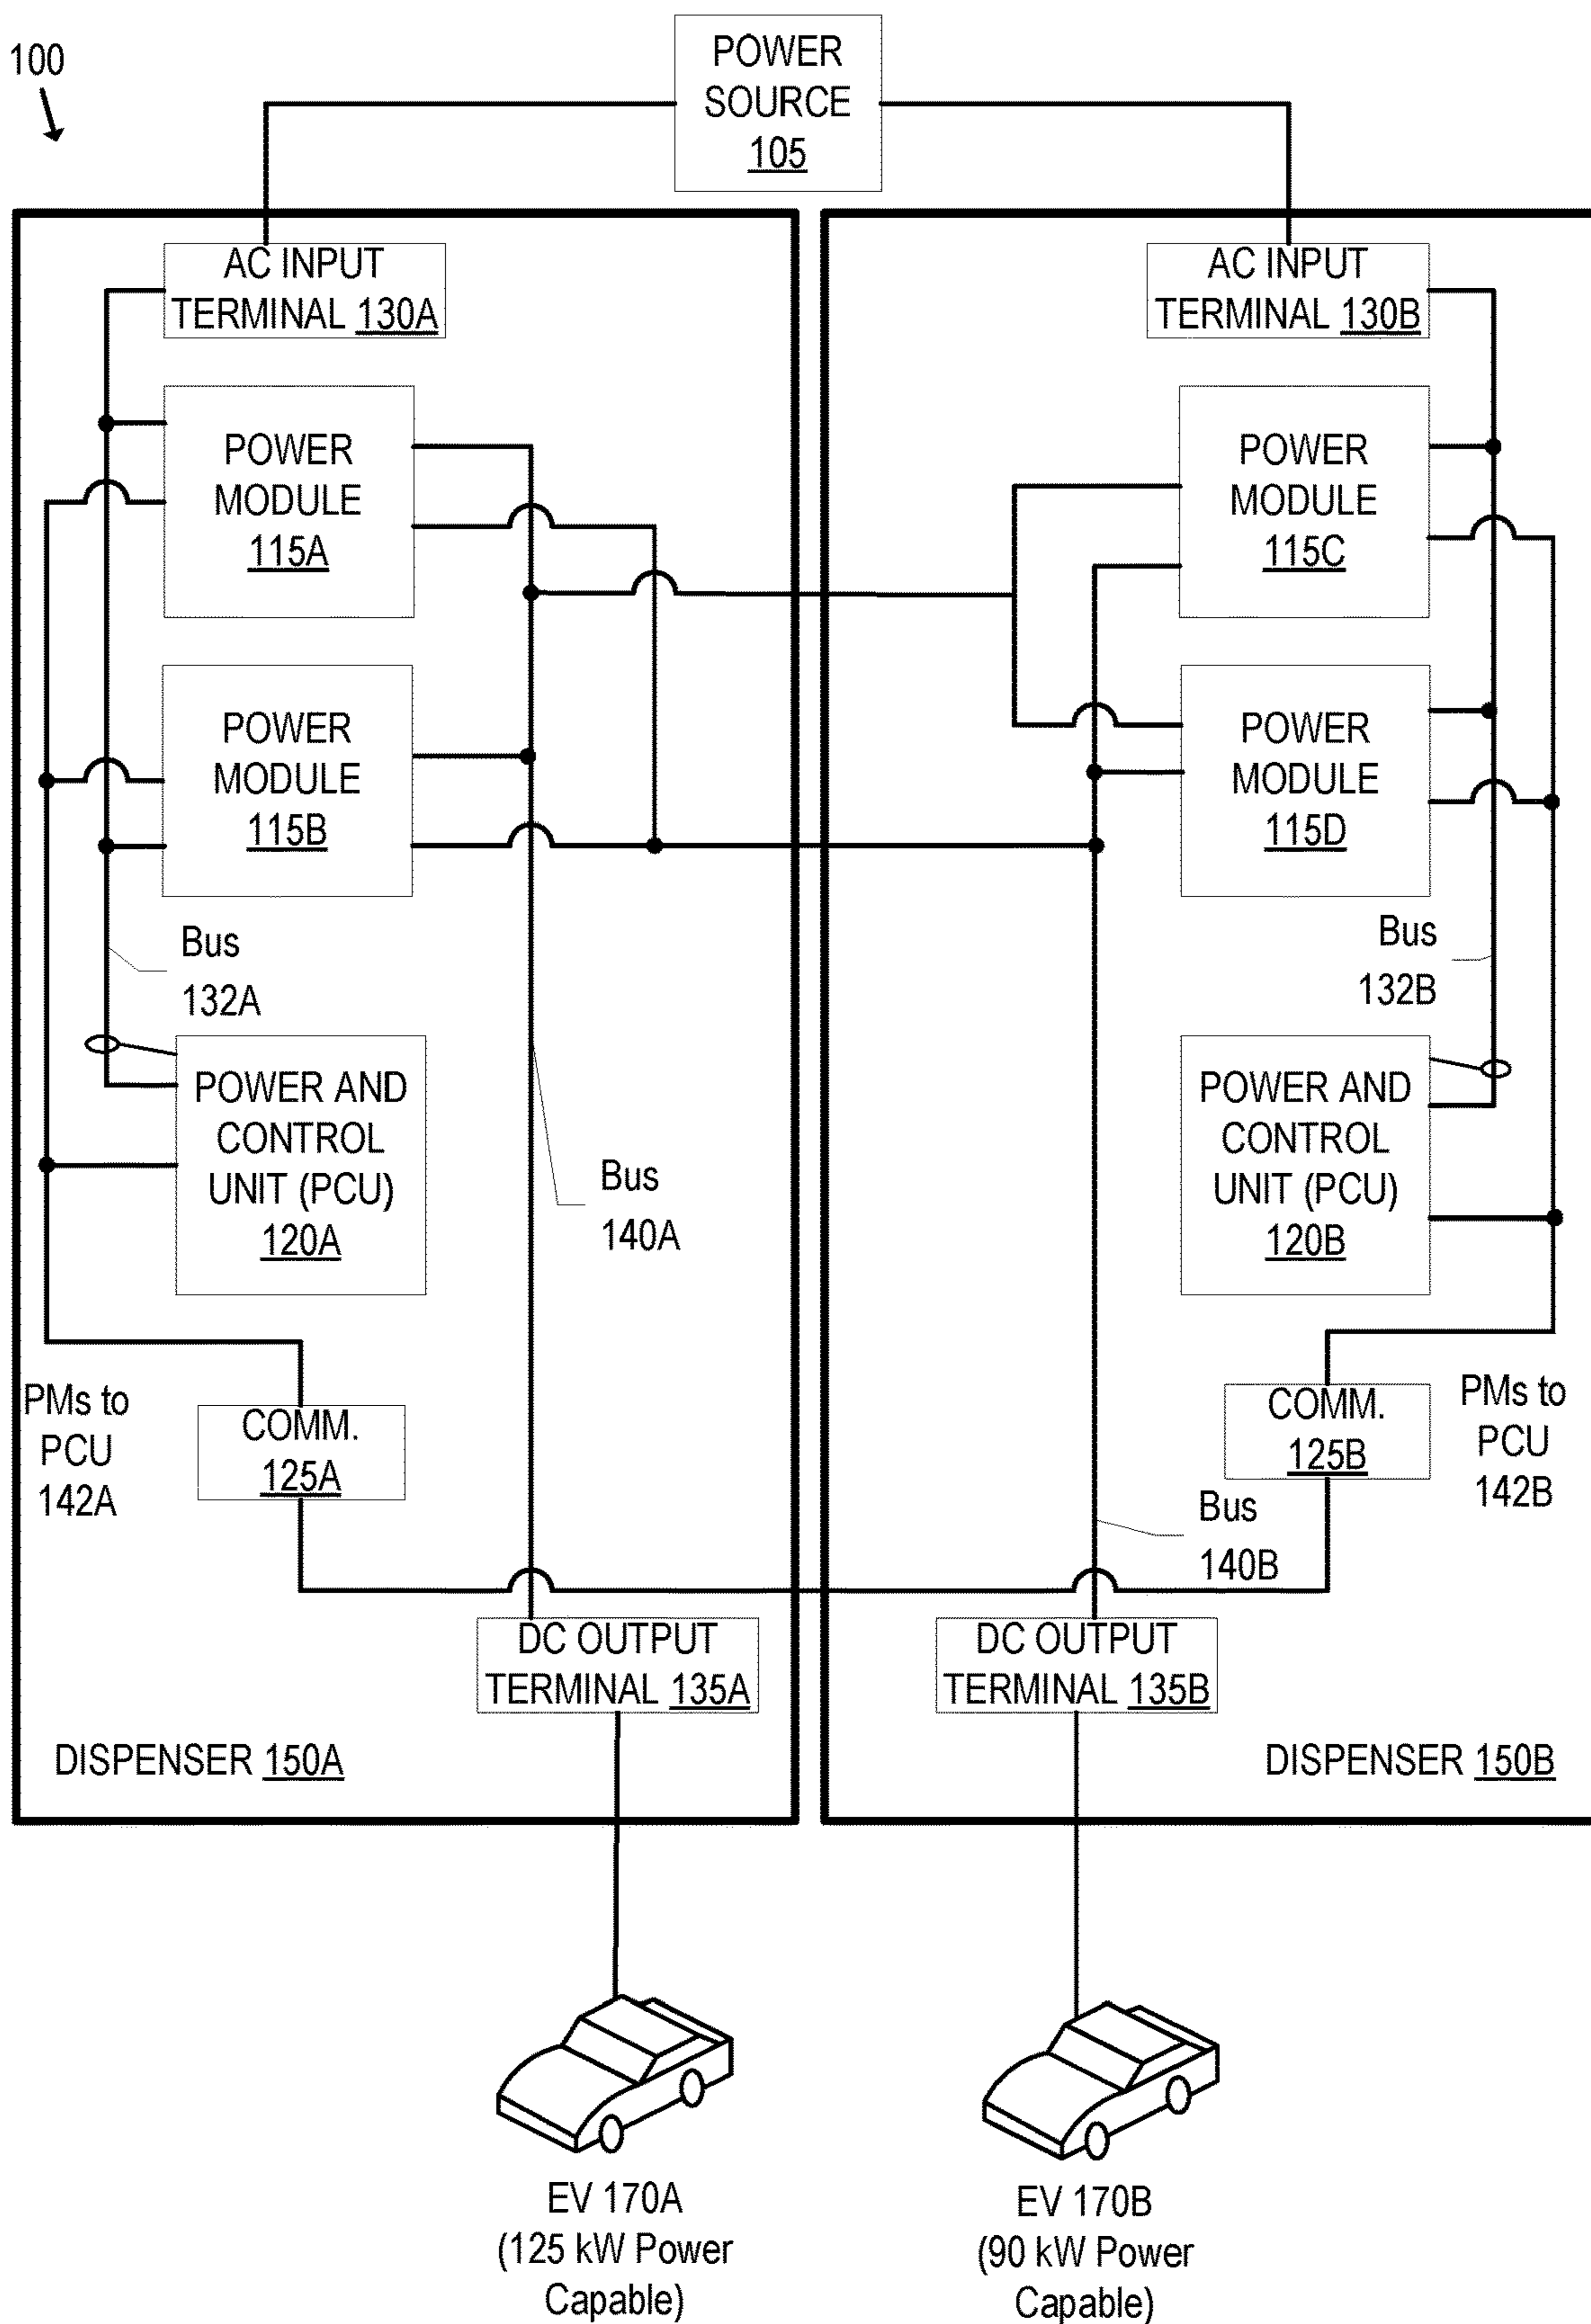 100
POWER
SOURCE
105
AC INPUT
TERMINAL 130A
AC INPUT
TERMINAL 130B
POWER
MODULE
115A
POWER
MODULE
115C
POWER
MODULE
115B
POWER
MODULE
115D
Bus
132A
Bus
132B
POWER AND
CONTROL
UNIT (PCU)
120A
Bus
140A
POWER AND
CONTROL
UNIT (PCU)
120B
PMs to
PCU
142A
COMM.
125A
COMM.
125B
PMs to
PCU
142B
Bus
140B
DC OUTPUT
TERMINAL 135A
DC OUTPUT
TERMINAL 135B
DISPENSER 150A
DISPENSER 150B
EV 170A
(125 kW Power
Capable)
EV 170B
(90 kW Power
Capable)